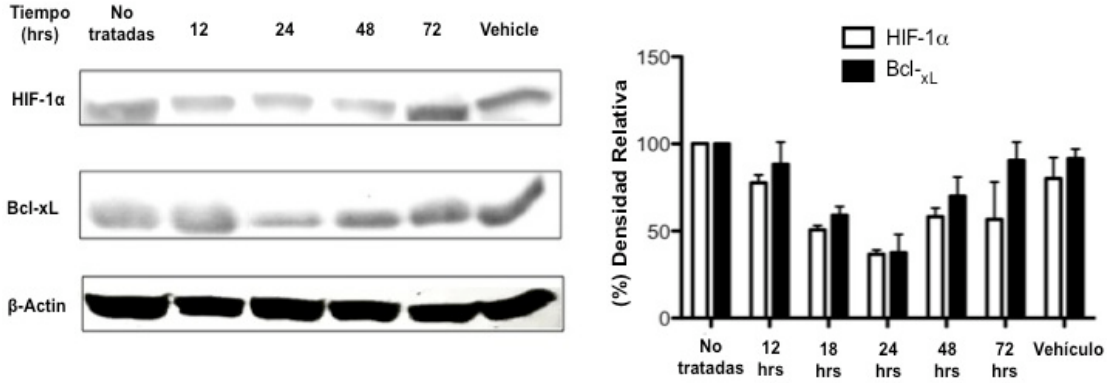 Tiempo
(hrs)
No
tratadas
12
24
48
72
Vehicle
HIF-1α
Bcl-xL
β-Actin
HIF-1α
Bcl-xL
(%) Densidad Relativa
150
100
50
0
No
tratadas
12
hrs
18
hrs
24
hrs
48
hrs
72
hrs
Vehículo